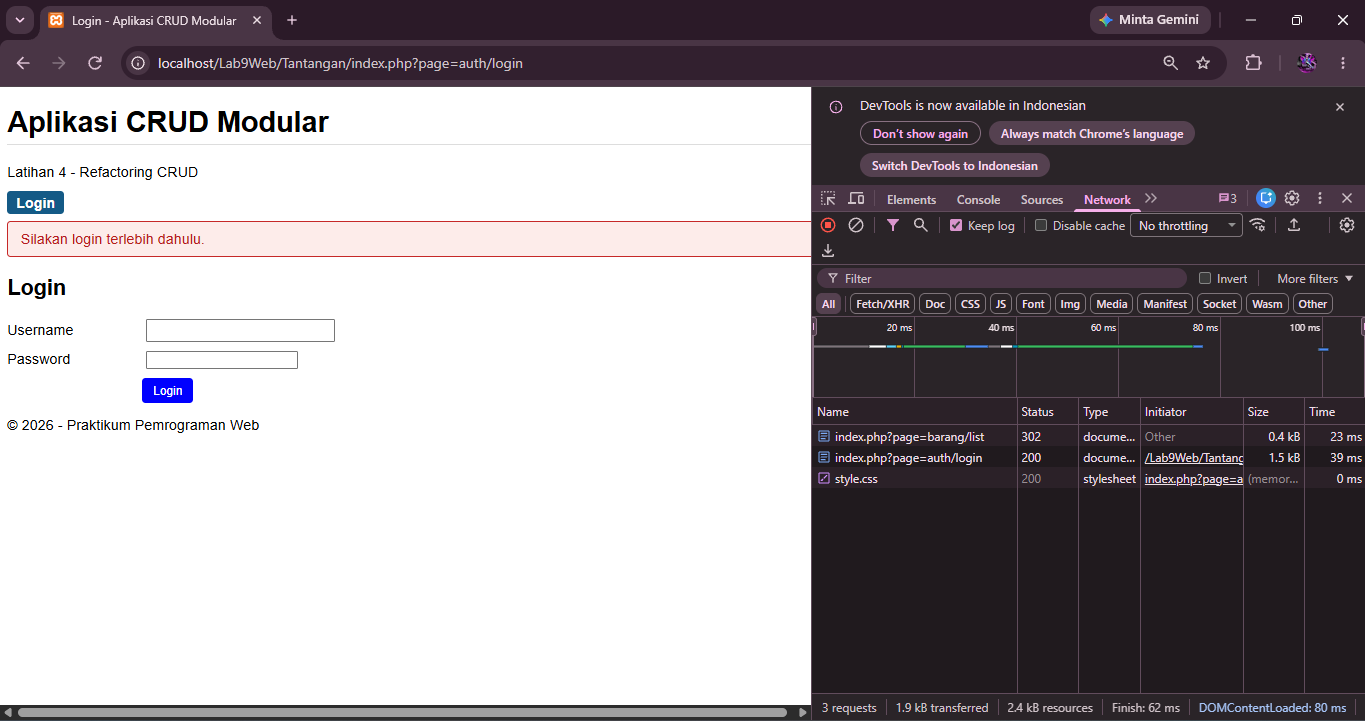 Login - Aplikasi CRUD Modular
Minta Gemini
localhost/Lab9Web/Tantangan/index.php?page=auth/login
Aplikasi CRUD Modular
Latihan 4 - Refactoring CRUD
Login
Silakan login terlebih dahulu.
Login
Username
Password
Login
© 2026 - Praktikum Pemrograman Web
DevTools is now available in Indonesian
Don't show again Always match Chrome's language
Switch DevTools to Indonesian
Elements Console Sources Network 3
Keep log Disable cache No throttling
Filter Invert More filters
All Fetch/XHR Doc CSS JS Font Img Media Manifest Socket Wasm Other
20 ms 40 ms 60 ms 80 ms 100 ms
Name Status Type Initiator Size Time
index.php?page=barang/list 302 docume... Other 0.4 kB 23 ms
index.php?page=auth/login 200 docume... /Lab9Web/Tantang 1.5 kB 39 ms
style.css 200 stylesheet index.php?page=a (memor... 0 ms
3 requests 1.9 kB transferred 2.4 kB resources Finish: 62 ms DOMContentLoaded: 80 ms